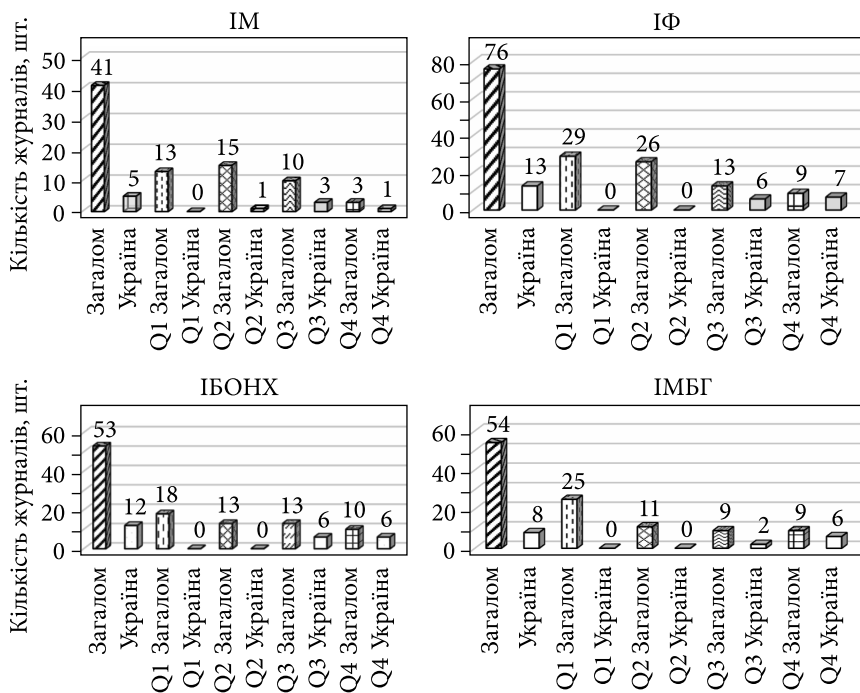 ІМ
Кількість журналів, шт.
50
40
30
20
10
0
41
5
13
0
15
1
10
3
3
1
Загалом
Україна
Q1 Загалом
Q1 Україна
Q2 Загалом
Q2 Україна
Q3 Загалом
Q3 Україна
Q4 Загалом
Q4 Україна
ІФ
80
60
40
20
0
76
13
29
0
26
0
13
6
9
7
Загалом
Україна
Q1 Загалом
Q1 Україна
Q2 Загалом
Q2 Україна
Q3 Загалом
Q3 Україна
Q4 Загалом
Q4 Україна
ІБОНХ
Кількість журналів, шт.
60
40
20
0
53
12
18
0
13
0
13
6
10
6
Загалом
Україна
Q1 Загалом
Q1 Україна
Q2 Загалом
Q2 Україна
Q3 Загалом
Q3 Україна
Q4 Загалом
Q4 Україна
ІМБГ
60
40
20
0
54
8
25
0
11
0
9
2
9
6
Загалом
Україна
Q1 Загалом
Q1 Україна
Q2 Загалом
Q2 Україна
Q3 Загалом
Q3 Україна
Q4 Загалом
Q4 Україна